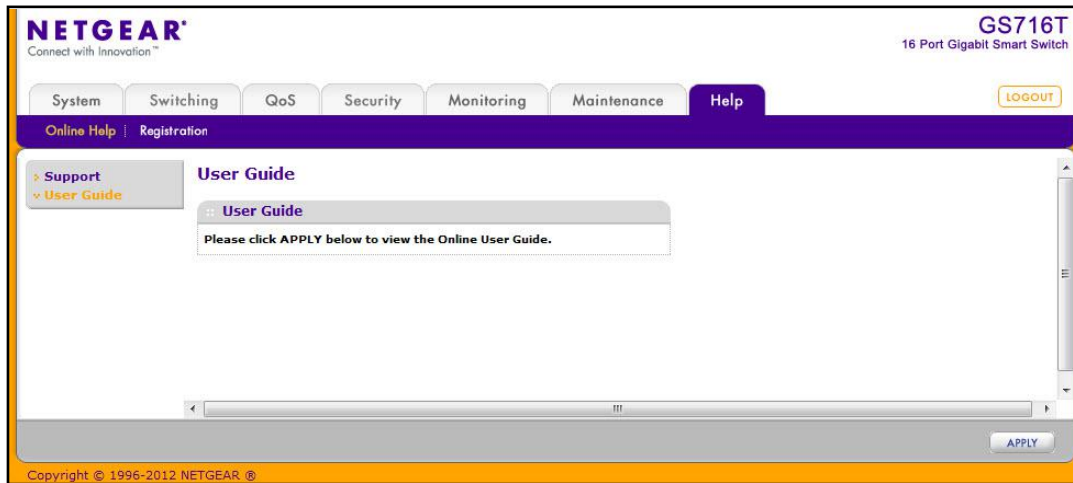 NETGEAR®
Connect with Innovation™
GS716T
16 Port Gigabit Smart Switch
System
Switching
QoS
Security
Monitoring
Maintenance
Help
LOGOUT
Online Help
Registration
Support
User Guide
User Guide
User Guide
Please click APPLY below to view the Online User Guide.
APPLY
Copyright © 1996-2012 NETGEAR ®